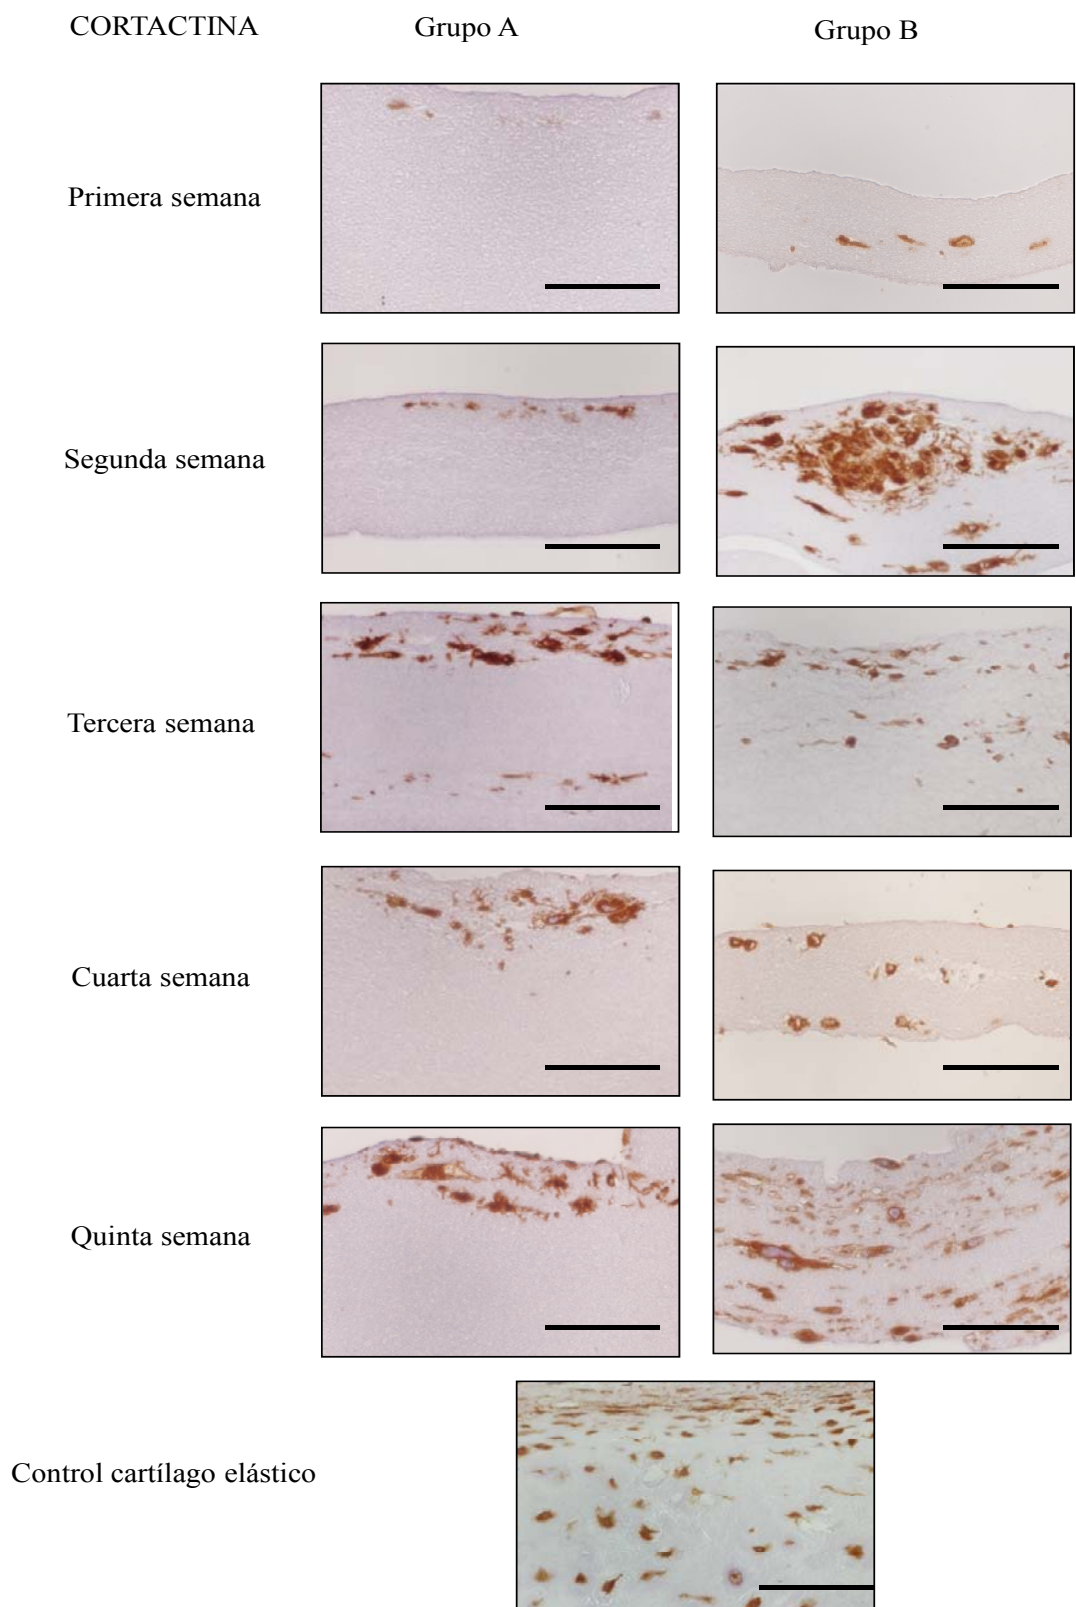 CORTACTINA Grupo A Grupo B
Primera semana
Segunda semana
Tercera semana
Cuarta semana
Quinta semana
Control cartílago elástico